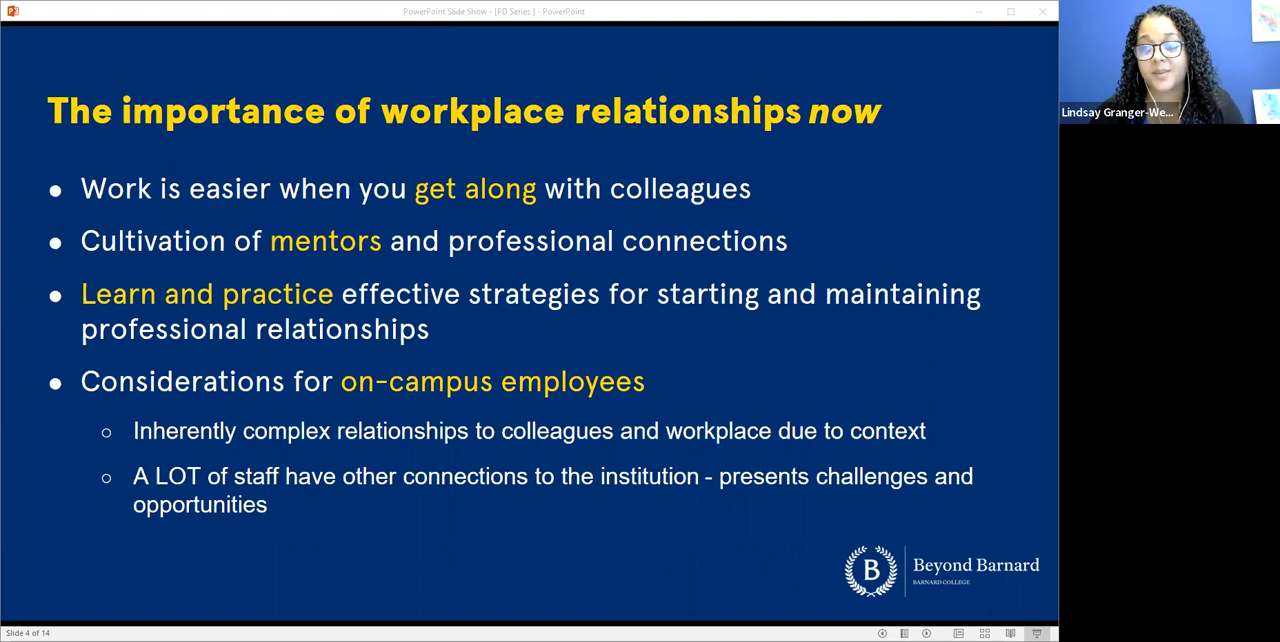 PowerPoint Slide Show - [PD Series ] - PowerPoint
The importance of workplace relationships now
● Work is easier when you get along with colleagues
● Cultivation of mentors and professional connections
● Learn and practice effective strategies for starting and maintaining
professional relationships
● Considerations for on-campus employees
○ Inherently complex relationships to colleagues and workplace due to context
○ A LOT of staff have other connections to the institution - presents challenges and
opportunities
B
Beyond Barnard
BARNARD COLLEGE
Lindsay Granger-We...
Slide 4 of 14